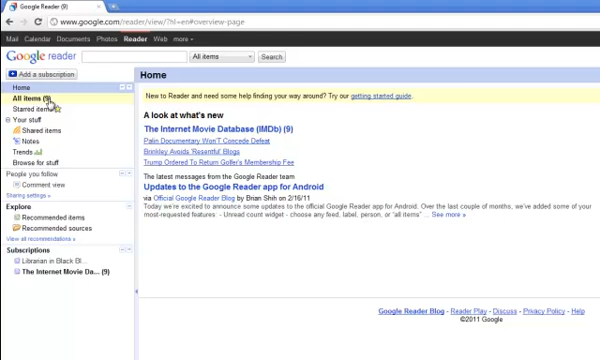 Google Reader (9)
www.google.com/reader/view/?hl=en#overview-page
Mail Calendar Documents Photos Reader Web more
Google reader All items Search
Add a subscription
Home
All items (9)
Starred items
Your stuff
Shared items
Notes
Trends
Browse for stuff
People you follow
Comment view
Sharing settings »
Explore
Recommended items
Recommended sources
View all recommendations »
Subscriptions
Librarian in Black Bl...
The Internet Movie Da... (9)
Home
New to Reader and need some help finding your way around? Try our getting started guide.
A look at what's new
The Internet Movie Database (IMDb) (9)
Palin Documentary Won'T Concede Defeat
Brinkley Avoids 'Resentful' Blogs
Trump Ordered To Return Golfer's Membership Fee
The latest messages from the Google Reader team
Updates to the Google Reader app for Android
via Official Google Reader Blog by Brian Shih on 2/16/11
Today we're excited to announce some updates to the official Google Reader app for Android. Over the last couple of months, we've added some of your
most-requested features: - Unread count widget - choose any feed, label, person, or "all items" ... See more »
Google Reader Blog - Reader Play - Discuss - Privacy Policy - Help
©2011 Google